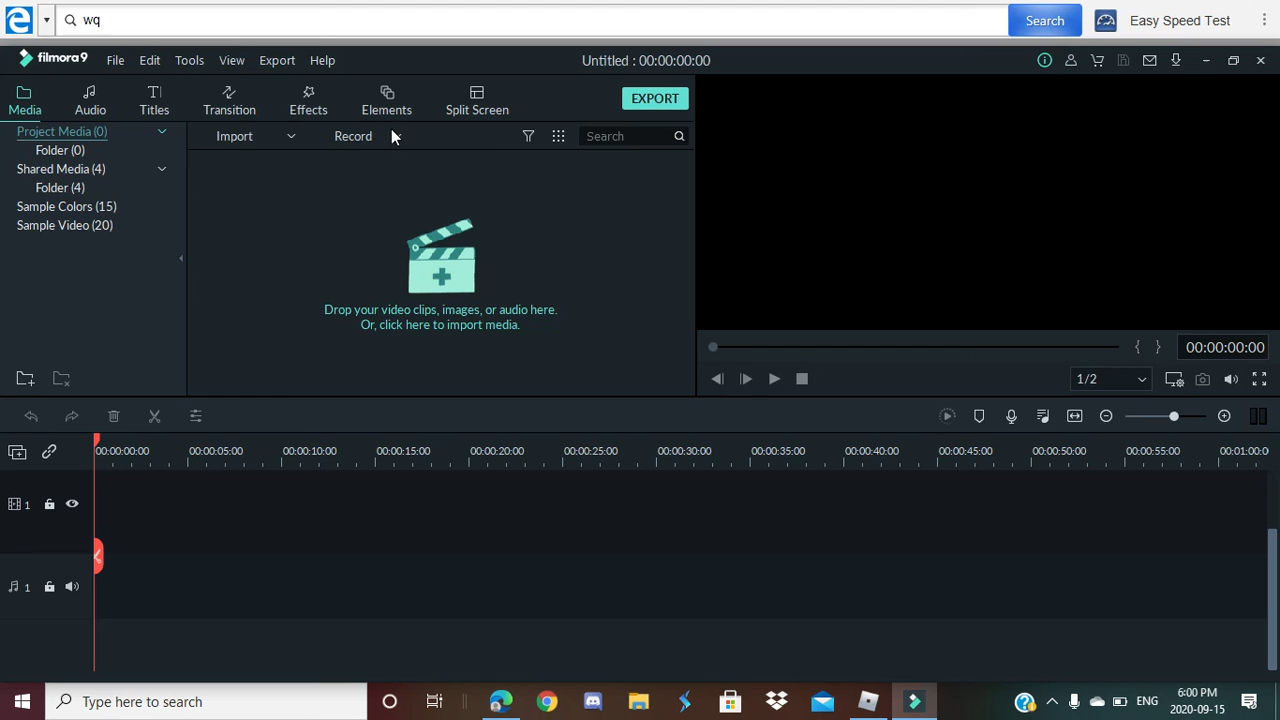 wq
Search
Easy Speed Test
filmora9
File Edit Tools View Export Help
Untitled : 00:00:00:00
Media Audio Titles Transition Effects Elements Split Screen
EXPORT
Project Media (0)
Folder (0)
Shared Media (4)
Folder (4)
Sample Colors (15)
Sample Video (20)
Import Record Search
Drop your video clips, images, or audio here.
Or, click here to import media.
{ } 00:00:00:00
1/2
00:00:00:00 00:00:05:00 00:00:10:00 00:00:15:00 00:00:20:00 00:00:25:00 00:00:30:00 00:00:35:00 00:00:40:00 00:00:45:00 00:00:50:00 00:00:55:00 00:01:00:0
1
1
Type here to search
ENG
6:00 PM
2020-09-15